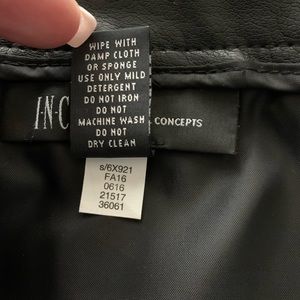 WIPE WITH
DAMP CLOTH
OR SPONGE
USE ONLY MILD
DETERGENT
DO NOT IRON
DO NOT
MACHINE WASH
DO NOT
DRY CLEAN
I·N·C
CONCEPTS
s/6X921
FA16
0616
21517
36061